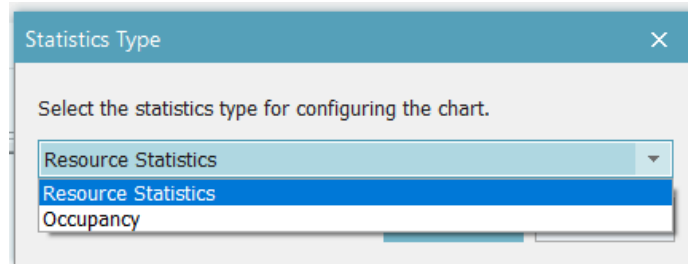 Statistics Type
Select the statistics type for configuring the chart.
Resource Statistics
Resource Statistics
Occupancy